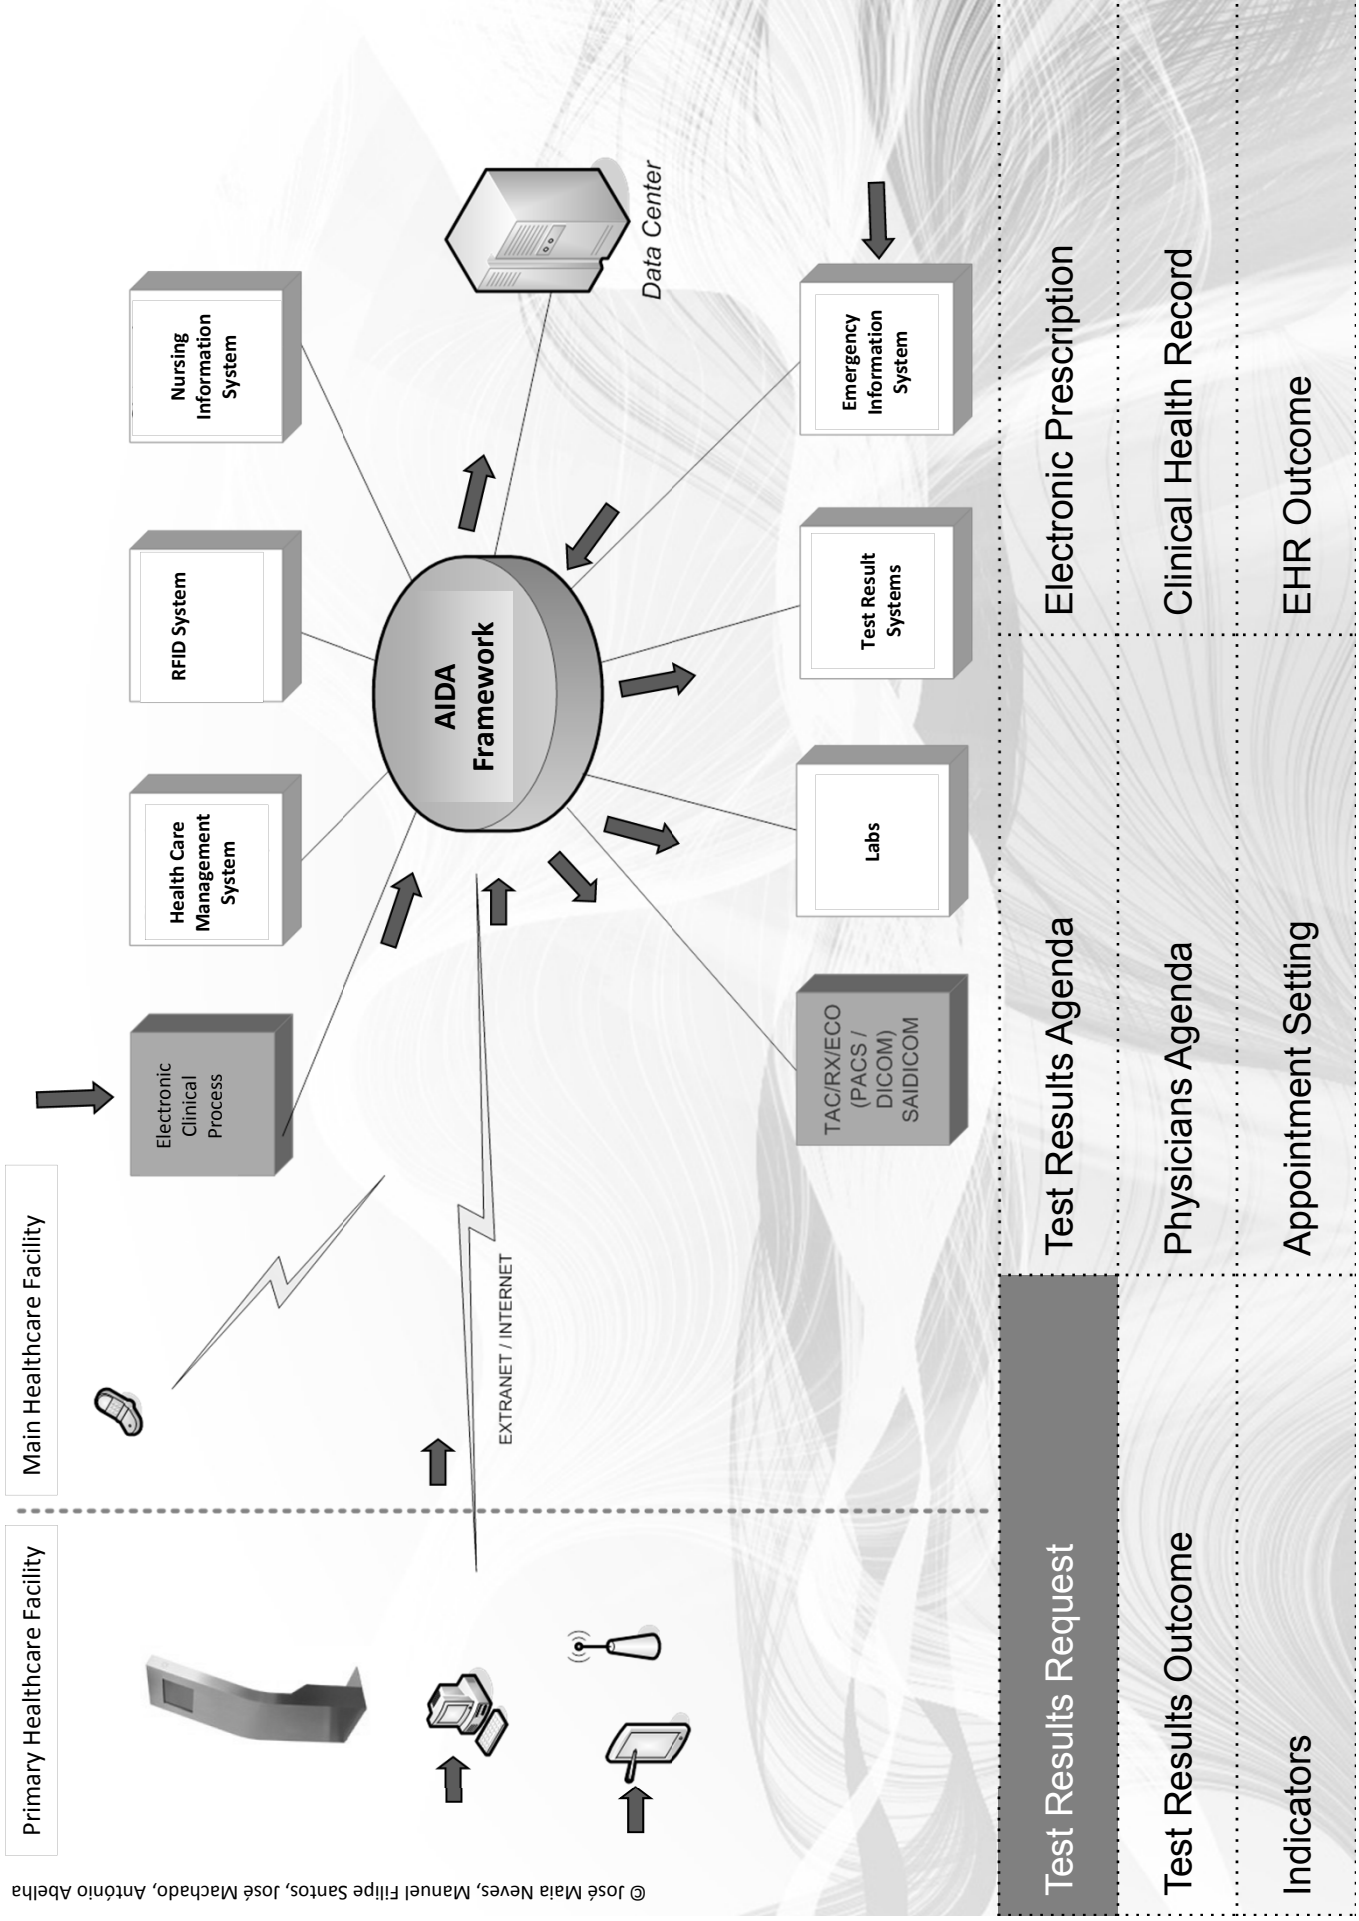 Primary Healthcare Facility
Main Healthcare Facility
Electronic
Clinical
Process
Health Care
Management
System
RFID System
Nursing
Information
System
AIDA
Framework
Data Center
EXTRANET / INTERNET
TAC/RX/ECO
(PACS /
DICOM)
SAIDICOM
Labs
Test Result
Systems
Emergency
Information
System
Test Results Request
Test Results Agenda
Electronic Prescription
Test Results Outcome
Physicians Agenda
Clinical Health Record
Indicators
Appointment Setting
EHR Outcome
© José Maia Neves, Manuel Filipe Santos, José Machado, António Abelha